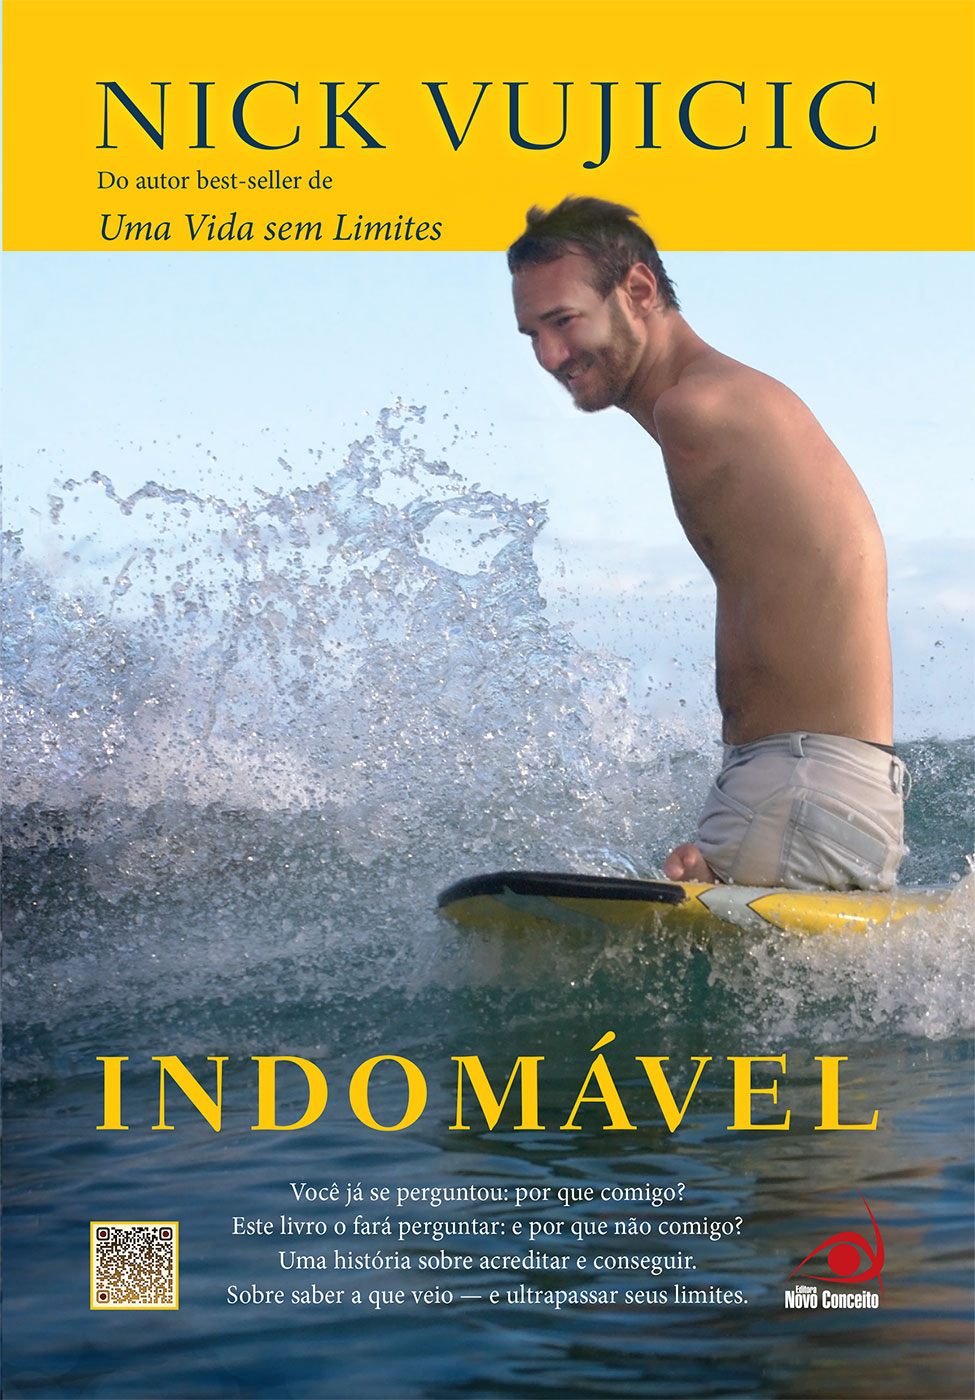 NICK VUJICIC
Do autor best-seller de
Uma Vida sem Limites
INDOMÁVEL
Você já se perguntou: por que comigo?
Este livro o fará perguntar: e por que não comigo?
Uma história sobre acreditar e conseguir.
Sobre saber a que veio — e ultrapassar seus limites.
Editora
Novo Conceito